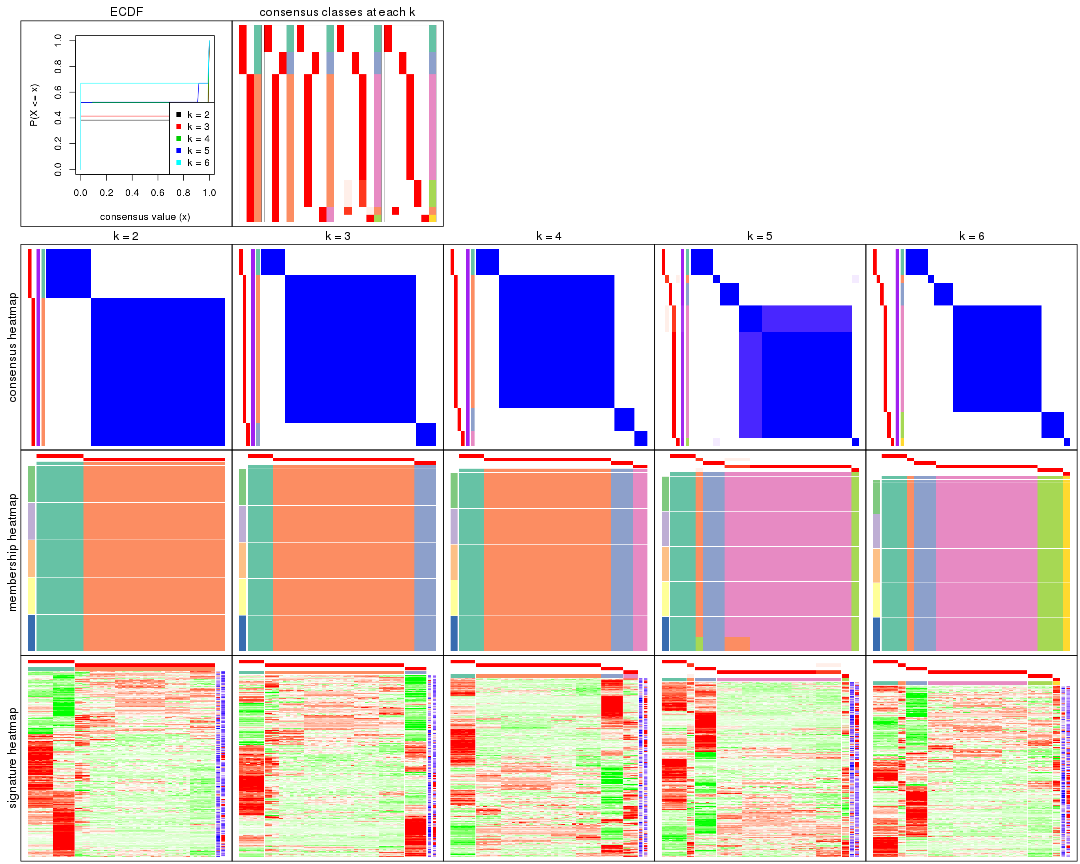 ECDF
consensus classes at each k
P(X <= x)
0.0
0.2
0.4
0.6
0.8
1.0
k = 2
k = 3
k = 4
k = 5
k = 6
0.0 0.2 0.4 0.6 0.8 1.0
consensus value (x)
k = 2
k = 3
k = 4
k = 5
k = 6
consensus heatmap
membership heatmap
signature heatmap